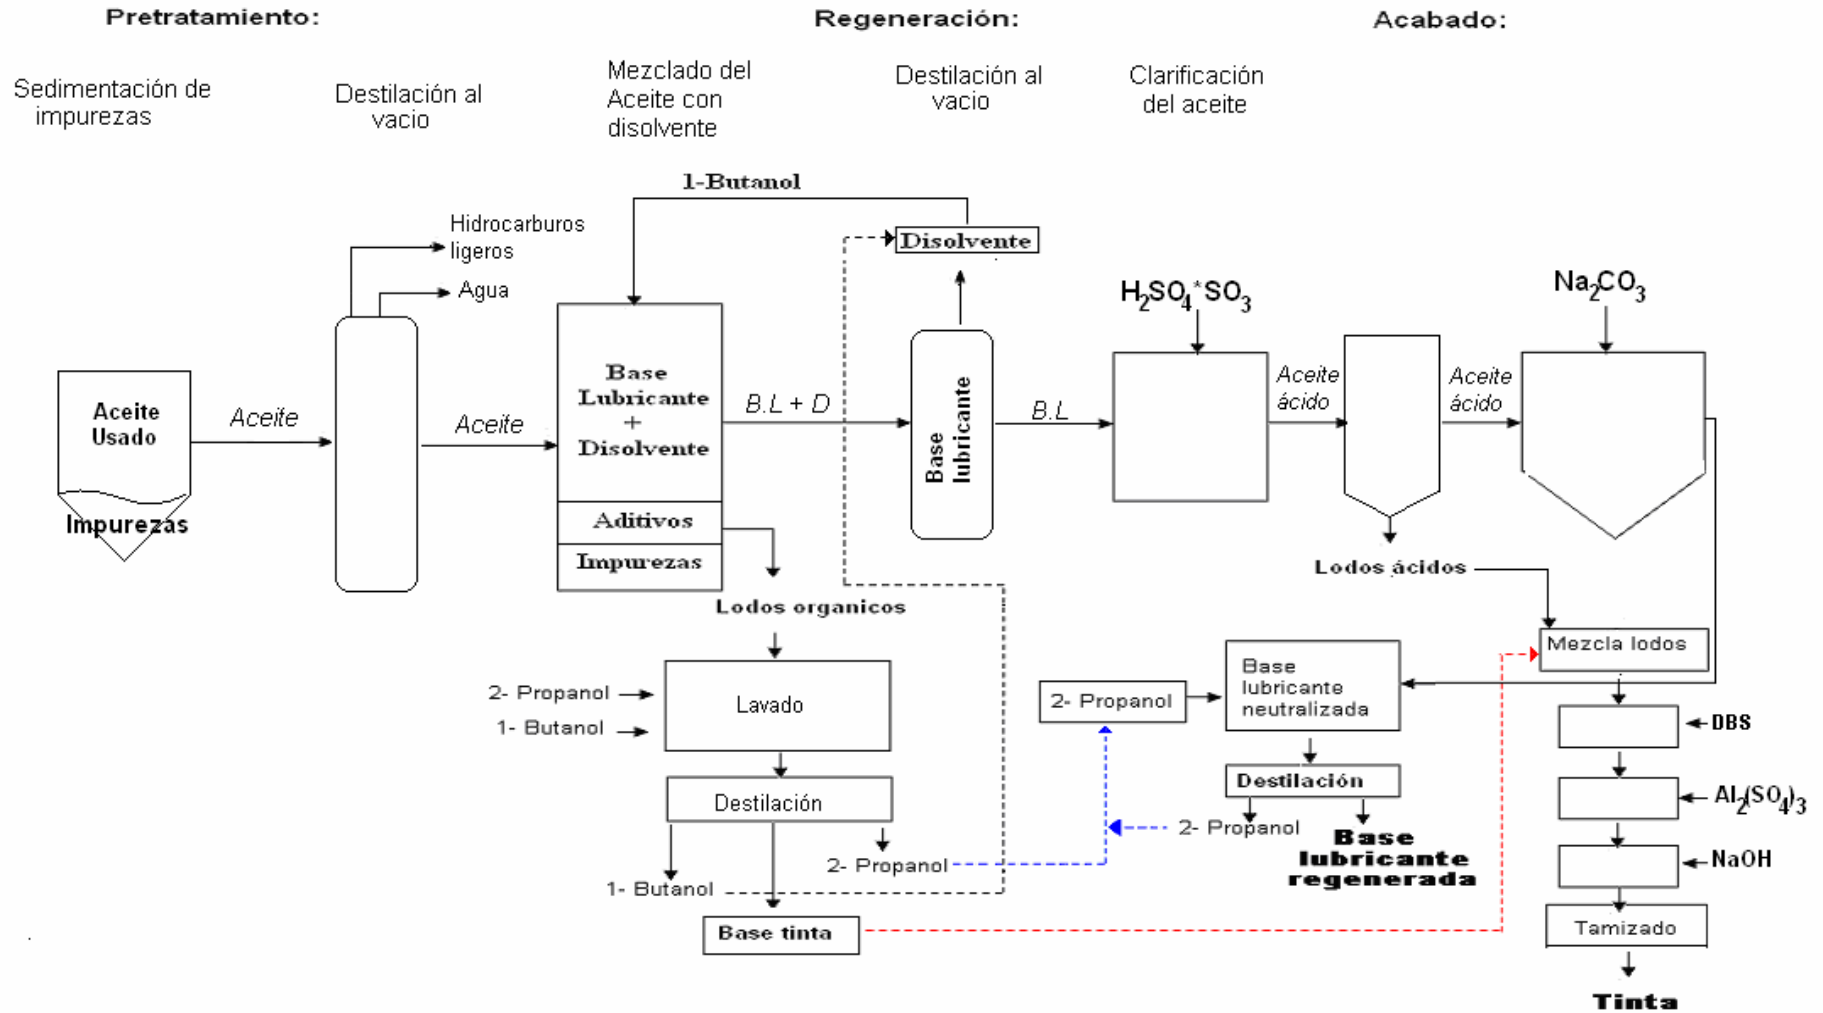 Pretratamiento:
Regeneración:
Acabado:
Sedimentación de
impurezas
Destilación al
vacio
Mezclado del
Aceite con
disolvente
Destilación al
vacio
Clarificación
del aceite
1-Butanol
Hidrocarburos
ligeros
Agua
Disolvente
H2SO4*SO3
Na2CO3
Aceite
Usado
Impurezas
Aceite
Aceite
Base
Lubricante
+
Disolvente
Aditivos
Impurezas
B.L + D
Base
lubricante
B.L
Aceite
ácido
Aceite
ácido
Lodos ácidos
Lodos organicos
Mezcla lodos
2- Propanol
1- Butanol
Lavado
2- Propanol
Base
lubricante
neutralizada
DBS
Destilación
Destilación
Al2(SO4)3
2- Propanol
2- Propanol
1- Butanol
Base
lubricante
regenerada
NaOH
Base tinta
Tamizado
Tinta